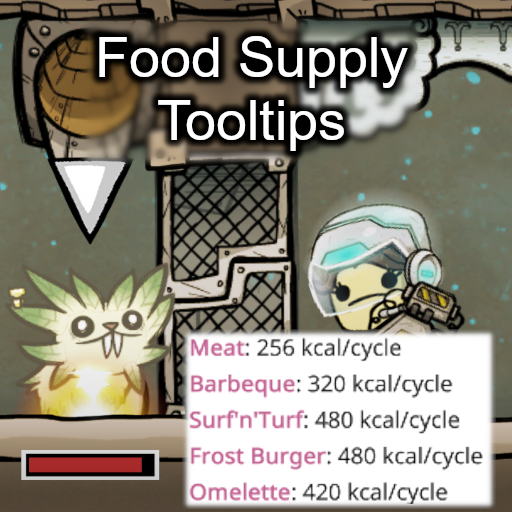 Food Supply
Tooltips
Meat: 256 kcal/cycle
Barbeque: 320 kcal/cycle
Surf'n'Turf: 480 kcal/cycle
Frost Burger: 480 kcal/cycle
Omelette: 420 kcal/cycle